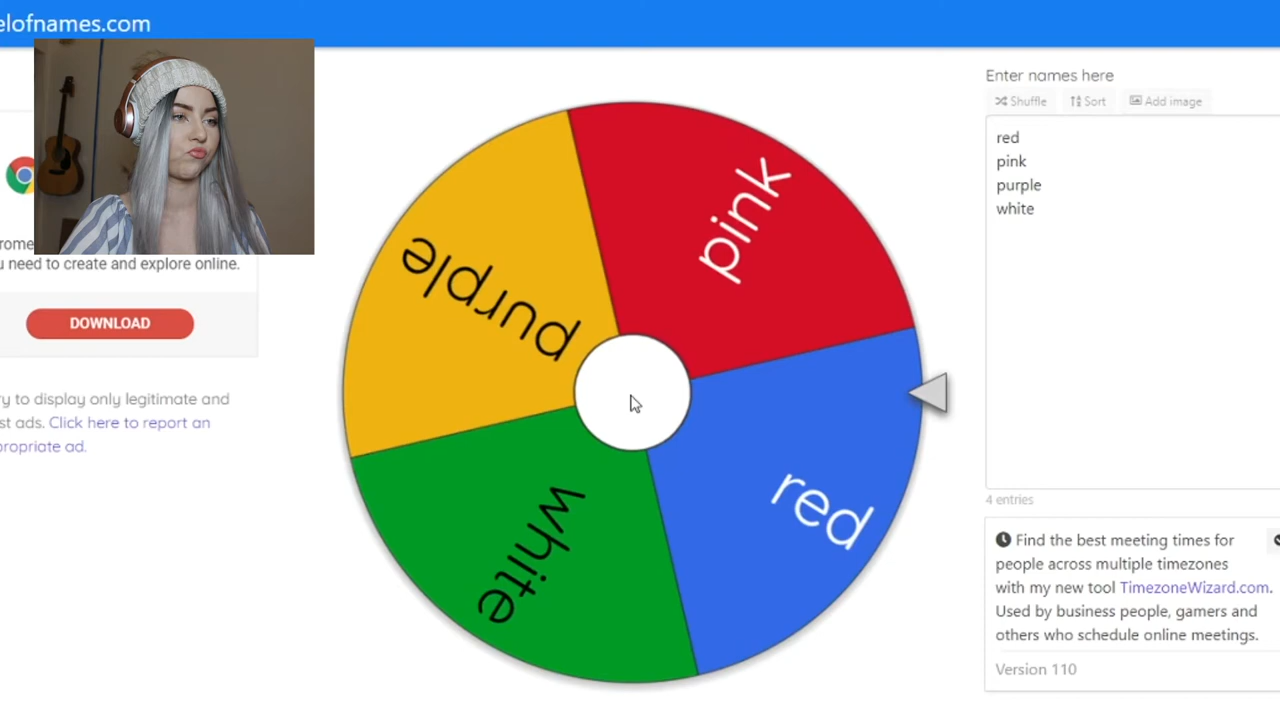 elofnames.com
rome
u need to create and explore online.
DOWNLOAD
ry to display only legitimate and
st ads. Click here to report an
propriate ad.
pink
purple
red
white
Enter names here
Shuffle
Sort
Add image
red
pink
purple
white
4 entries
Find the best meeting times for
people across multiple timezones
with my new tool TimezoneWizard.com.
Used by business people, gamers and
others who schedule online meetings.
Version 110